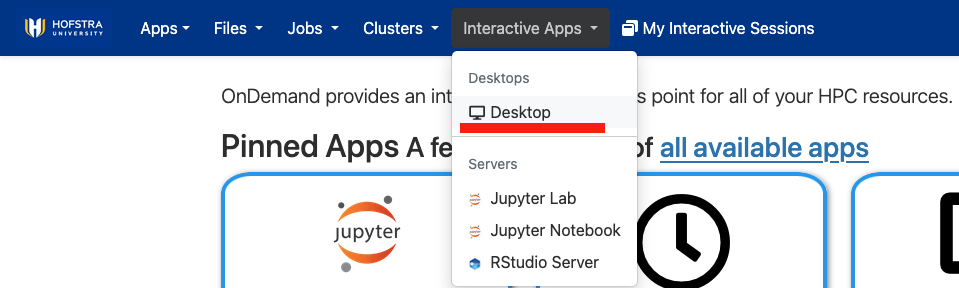 HOFSTRA UNIVERSITY Apps Files Jobs Clusters Interactive Apps My Interactive Sessions
Desktops
OnDemand provides an int s point for all of your HPC resources.
Desktop
Pinned Apps A fe of all available apps
Servers
Jupyter Lab
jupyter
Jupyter Notebook
RStudio Server